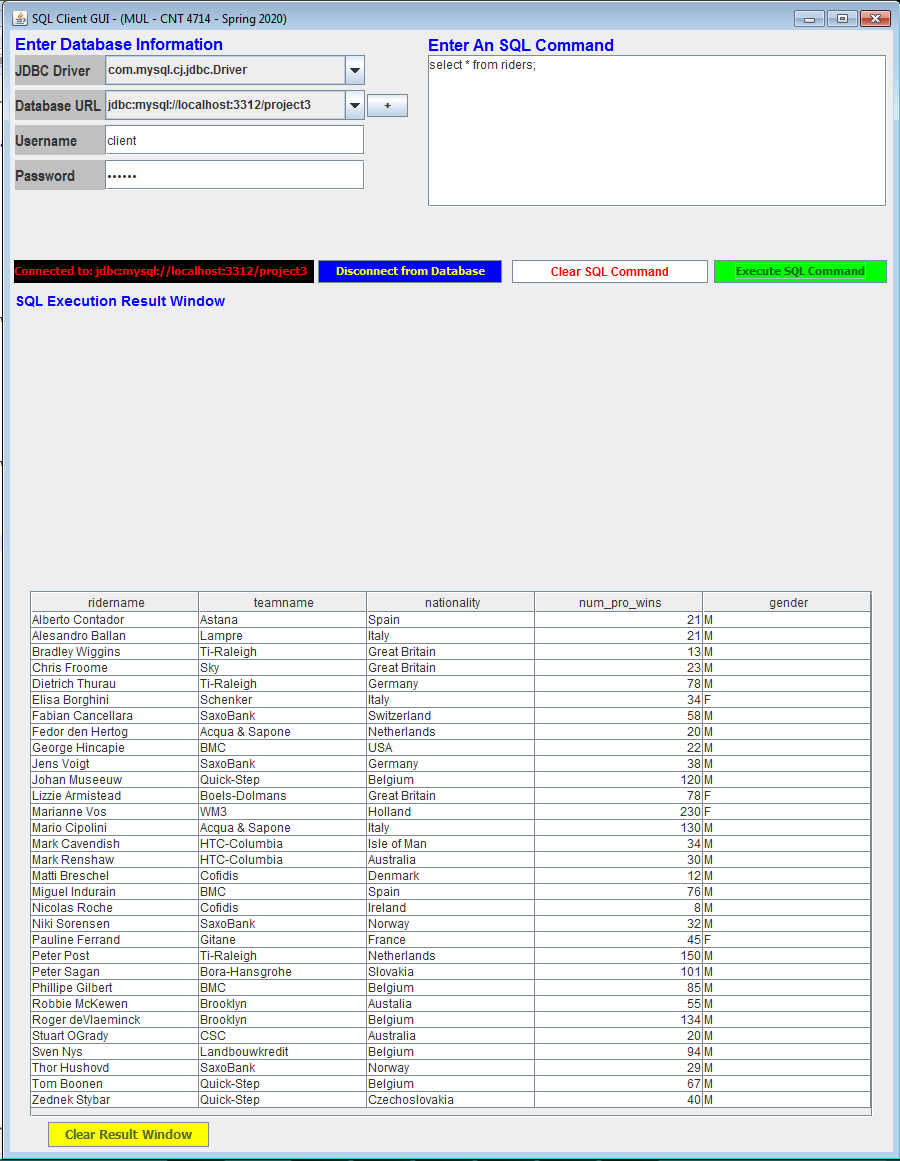 SQL Client GUI - (MUL - CNT 4714 - Spring 2020)
Enter Database Information
JDBC Driver com.mysql.cj.jdbc.Driver
Database URL jdbc:mysql://localhost:3312/project3 +
Username client
Password ••••••
Enter An SQL Command
select * from riders;
Connected to: jdbc:mysql://localhost:3312/project3 Disconnect from Database Clear SQL Command Execute SQL Command
SQL Execution Result Window
ridername teamname nationality num_pro_wins gender
Alberto Contador Astana Spain 21 M
Alesandro Ballan Lampre Italy 21 M
Bradley Wiggins Ti-Raleigh Great Britain 13 M
Chris Froome Sky Great Britain 23 M
Dietrich Thurau Ti-Raleigh Germany 78 M
Elisa Borghini Schenker Italy 34 F
Fabian Cancellara SaxoBank Switzerland 58 M
Fedor den Hertog Acqua & Sapone Netherlands 20 M
George Hincapie BMC USA 22 M
Jens Voigt SaxoBank Germany 38 M
Johan Museeuw Quick-Step Belgium 120 M
Lizzie Armistead Boels-Dolmans Great Britain 78 F
Marianne Vos WM3 Holland 230 F
Mario Cipolini Acqua & Sapone Italy 130 M
Mark Cavendish HTC-Columbia Isle of Man 34 M
Mark Renshaw HTC-Columbia Australia 30 M
Matti Breschel Cofidis Denmark 12 M
Miguel Indurain BMC Spain 76 M
Nicolas Roche Cofidis Ireland 8 M
Niki Sorensen SaxoBank Norway 32 M
Pauline Ferrand Gitane France 45 F
Peter Post Ti-Raleigh Netherlands 150 M
Peter Sagan Bora-Hansgrohe Slovakia 101 M
Phillipe Gilbert BMC Belgium 85 M
Robbie McKewen Brooklyn Austalia 55 M
Roger deVlaeminck Brooklyn Belgium 134 M
Stuart OGrady CSC Australia 20 M
Sven Nys Landbouwkredit Belgium 94 M
Thor Hushovd SaxoBank Norway 29 M
Tom Boonen Quick-Step Belgium 67 M
Zednek Stybar Quick-Step Czechoslovakia 40 M
Clear Result Window